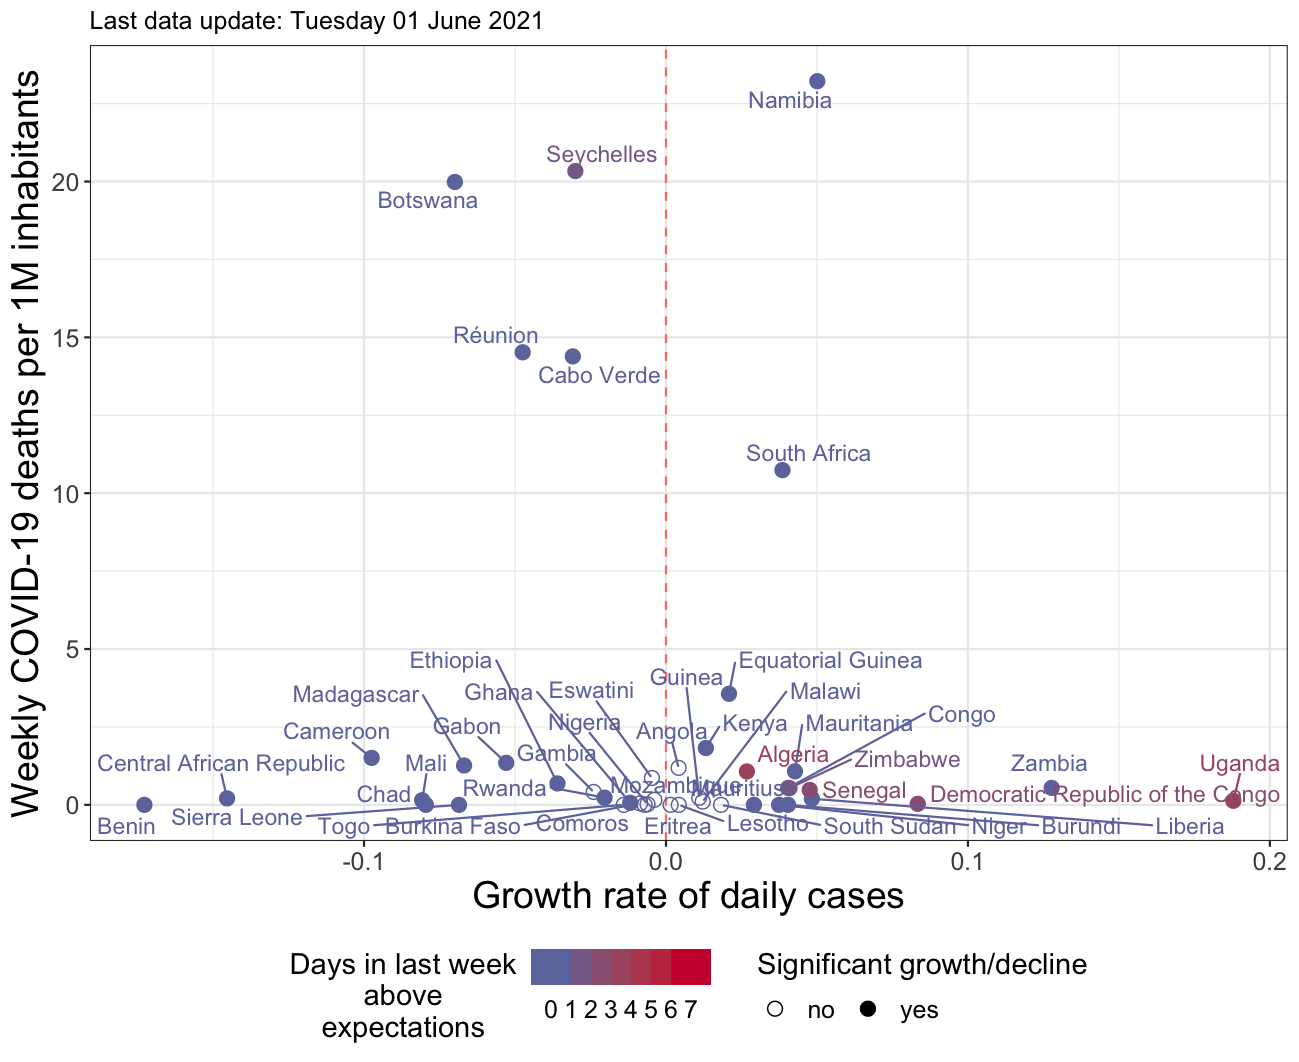 Last data update: Tuesday 01 June 2021
Weekly COVID-19 deaths per 1M inhabitants
20
15
10
5
0
Namibia
Seychelles
Botswana
Réunion
Cabo Verde
South Africa
Ethiopia
Equatorial Guinea
Guinea
Madagascar
Ghana
Eswatini
Malawi
Congo
Cameroon
Gabon
Nigeria
Angola
Kenya
Mauritania
Central African Republic
Mali
Gambia
Algeria
Zimbabwe
Zambia
Uganda
Chad
Rwanda
Mozambique
Mauritius
Senegal
Democratic Republic of the Congo
Benin
Sierra Leone
Togo
Burkina Faso
Comoros
Eritrea
Lesotho
South Sudan
Niger
Burundi
Liberia
-0.1
0.0
0.1
0.2
Growth rate of daily cases
Days in last week
above
expectations
0 1 2 3 4 5 6 7
Significant growth/decline
no
yes